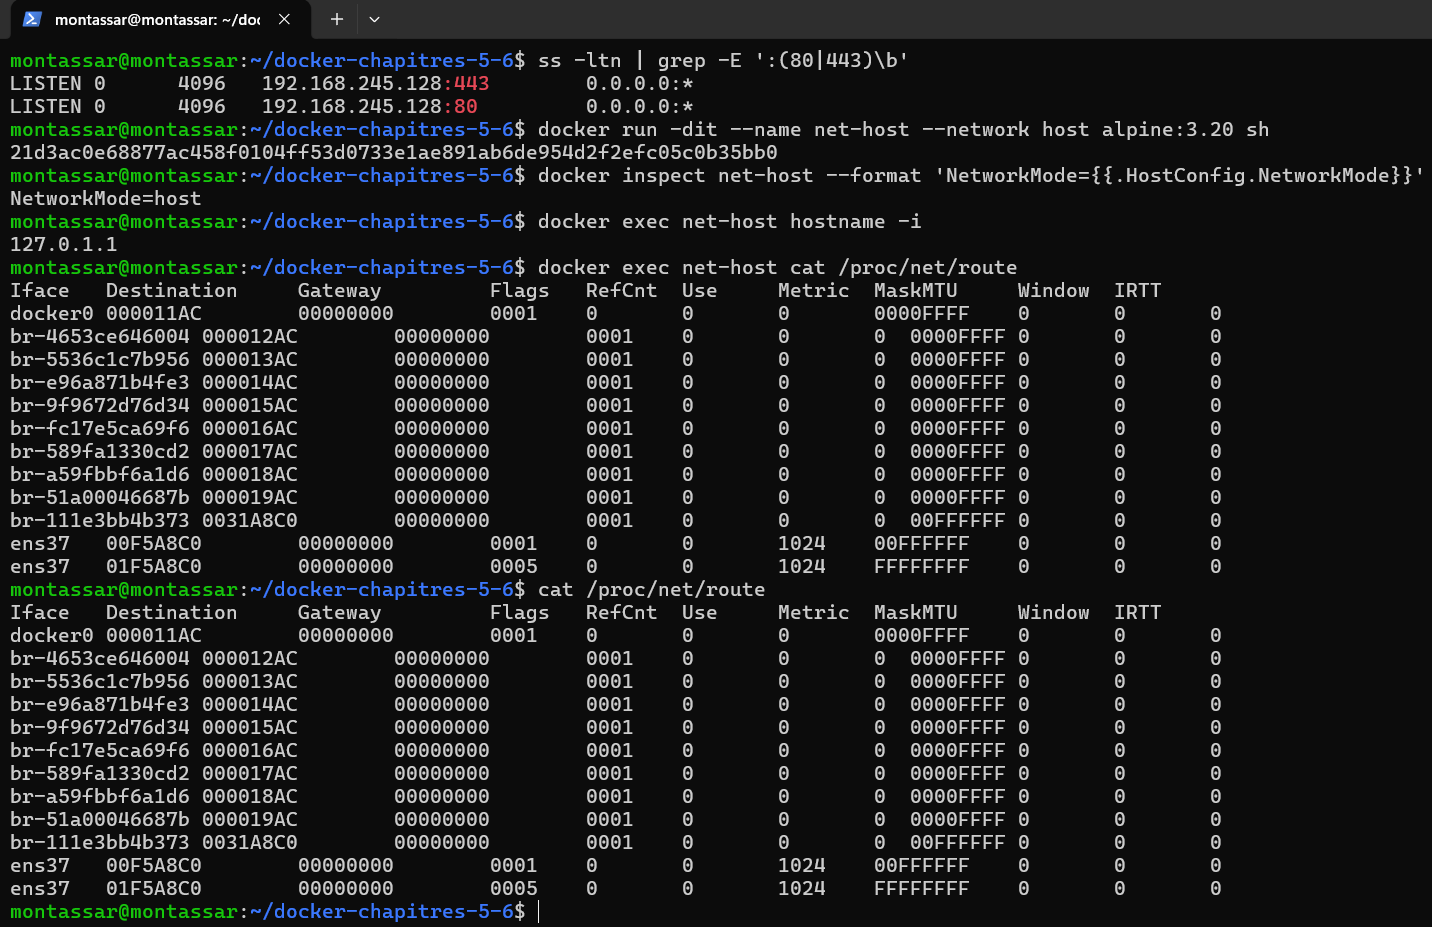 montassar@montassar: ~/doc
montassar@montassar:~/docker-chapitres-5-6$ ss -ltn | grep -E ':(80|443)\b'
LISTEN 0      4096   192.168.245.128:443        0.0.0.0:*
LISTEN 0      4096   192.168.245.128:80         0.0.0.0:*
montassar@montassar:~/docker-chapitres-5-6$ docker run -dit --name net-host --network host alpine:3.20 sh
21d3ac0e68877ac458f0104ff53d0733e1ae891ab6de954d2f2efc05c0b35bb0
montassar@montassar:~/docker-chapitres-5-6$ docker inspect net-host --format 'NetworkMode={{.HostConfig.NetworkMode}}'
NetworkMode=host
montassar@montassar:~/docker-chapitres-5-6$ docker exec net-host hostname -i
127.0.1.1
montassar@montassar:~/docker-chapitres-5-6$ docker exec net-host cat /proc/net/route
Iface   Destination     Gateway         Flags   RefCnt  Use     Metric  MaskMTU     Window  IRTT
docker0 000011AC        00000000        0001    0       0       0       0000FFFF    0       0       0
br-4653ce646004 000012AC        00000000        0001    0       0       0  0000FFFF 0       0       0
br-5536c1c7b956 000013AC        00000000        0001    0       0       0  0000FFFF 0       0       0
br-e96a871b4fe3 000014AC        00000000        0001    0       0       0  0000FFFF 0       0       0
br-9f9672d76d34 000015AC        00000000        0001    0       0       0  0000FFFF 0       0       0
br-fc17e5ca69f6 000016AC        00000000        0001    0       0       0  0000FFFF 0       0       0
br-589fa1330cd2 000017AC        00000000        0001    0       0       0  0000FFFF 0       0       0
br-a59fbbf6a1d6 000018AC        00000000        0001    0       0       0  0000FFFF 0       0       0
br-51a00046687b 000019AC        00000000        0001    0       0       0  0000FFFF 0       0       0
br-111e3bb4b373 0031A8C0        00000000        0001    0       0       0  00FFFFFF 0       0       0
ens37   00F5A8C0        00000000        0001    0       0       1024    00FFFFFF    0       0       0
ens37   01F5A8C0        00000000        0005    0       0       1024    FFFFFFFF    0       0       0
montassar@montassar:~/docker-chapitres-5-6$ cat /proc/net/route
Iface   Destination     Gateway         Flags   RefCnt  Use     Metric  MaskMTU     Window  IRTT
docker0 000011AC        00000000        0001    0       0       0       0000FFFF    0       0       0
br-4653ce646004 000012AC        00000000        0001    0       0       0  0000FFFF 0       0       0
br-5536c1c7b956 000013AC        00000000        0001    0       0       0  0000FFFF 0       0       0
br-e96a871b4fe3 000014AC        00000000        0001    0       0       0  0000FFFF 0       0       0
br-9f9672d76d34 000015AC        00000000        0001    0       0       0  0000FFFF 0       0       0
br-fc17e5ca69f6 000016AC        00000000        0001    0       0       0  0000FFFF 0       0       0
br-589fa1330cd2 000017AC        00000000        0001    0       0       0  0000FFFF 0       0       0
br-a59fbbf6a1d6 000018AC        00000000        0001    0       0       0  0000FFFF 0       0       0
br-51a00046687b 000019AC        00000000        0001    0       0       0  0000FFFF 0       0       0
br-111e3bb4b373 0031A8C0        00000000        0001    0       0       0  00FFFFFF 0       0       0
ens37   00F5A8C0        00000000        0001    0       0       1024    00FFFFFF    0       0       0
ens37   01F5A8C0        00000000        0005    0       0       1024    FFFFFFFF    0       0       0
montassar@montassar:~/docker-chapitres-5-6$